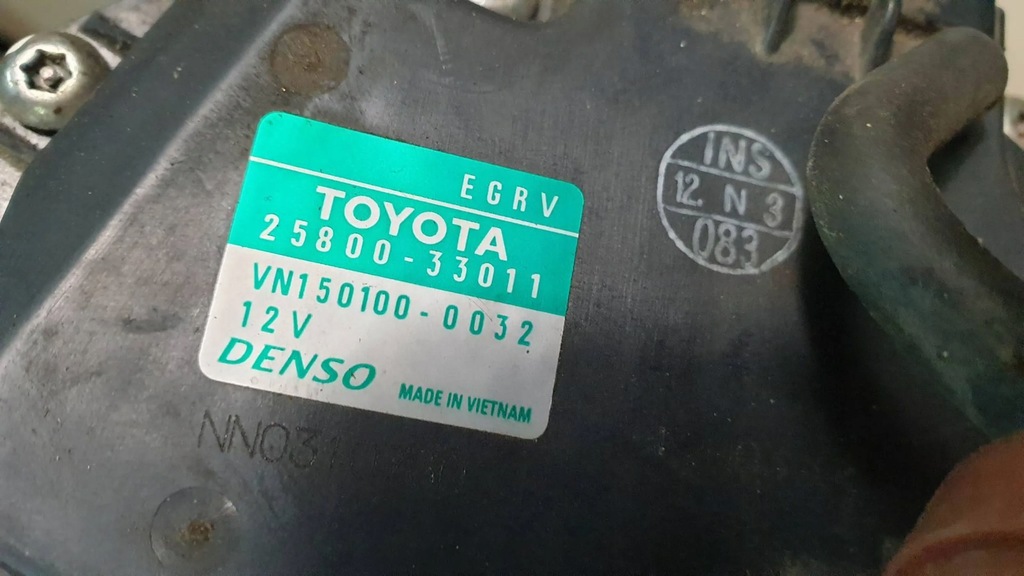 EGRV
TOYOTA
25800-33011
VN150100-0032
12V
DENSO
MADE IN VIETNAM
INS
12. N 3
083
NN031